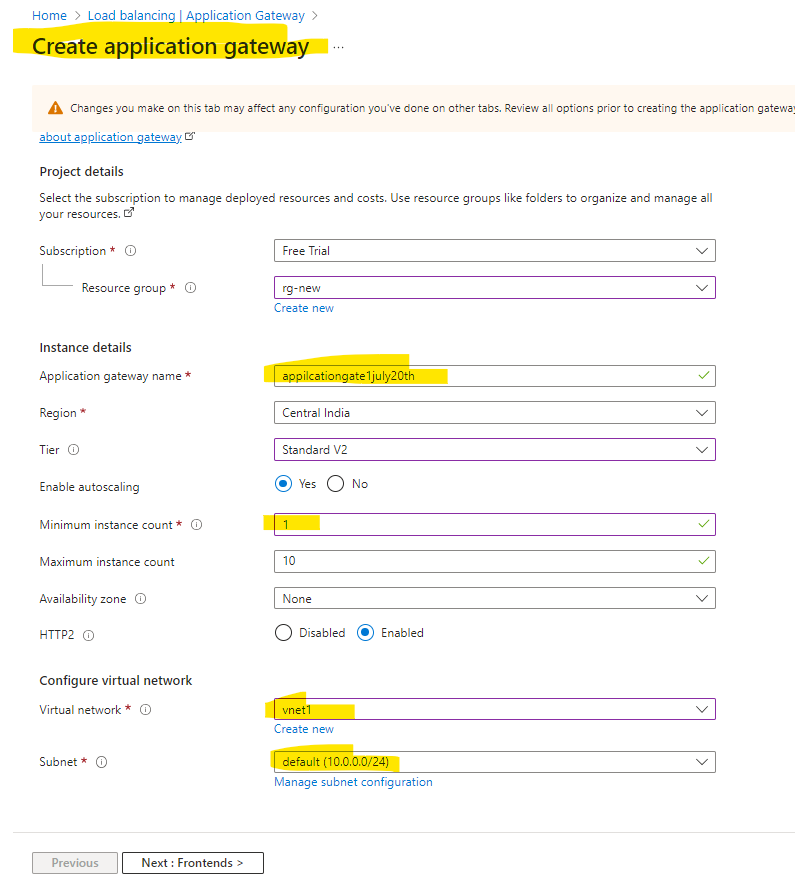 Home > Load balancing | Application Gateway >
Create application gateway ...
Changes you make on this tab may affect any configuration you've done on other tabs. Review all options prior to creating the application gateway
about application gateway
Project details
Select the subscription to manage deployed resources and costs. Use resource groups like folders to organize and manage all
your resources.
Subscription * Free Trial
Resource group * rg-new
Create new
Instance details
Application gateway name * appilcationgate1july20th
Region * Central India
Tier Standard V2
Enable autoscaling Yes No
Minimum instance count * 1
Maximum instance count 10
Availability zone None
HTTP2 Disabled Enabled
Configure virtual network
Virtual network * vnet1
Create new
Subnet * default (10.0.0.0/24)
Manage subnet configuration
Previous Next : Frontends >